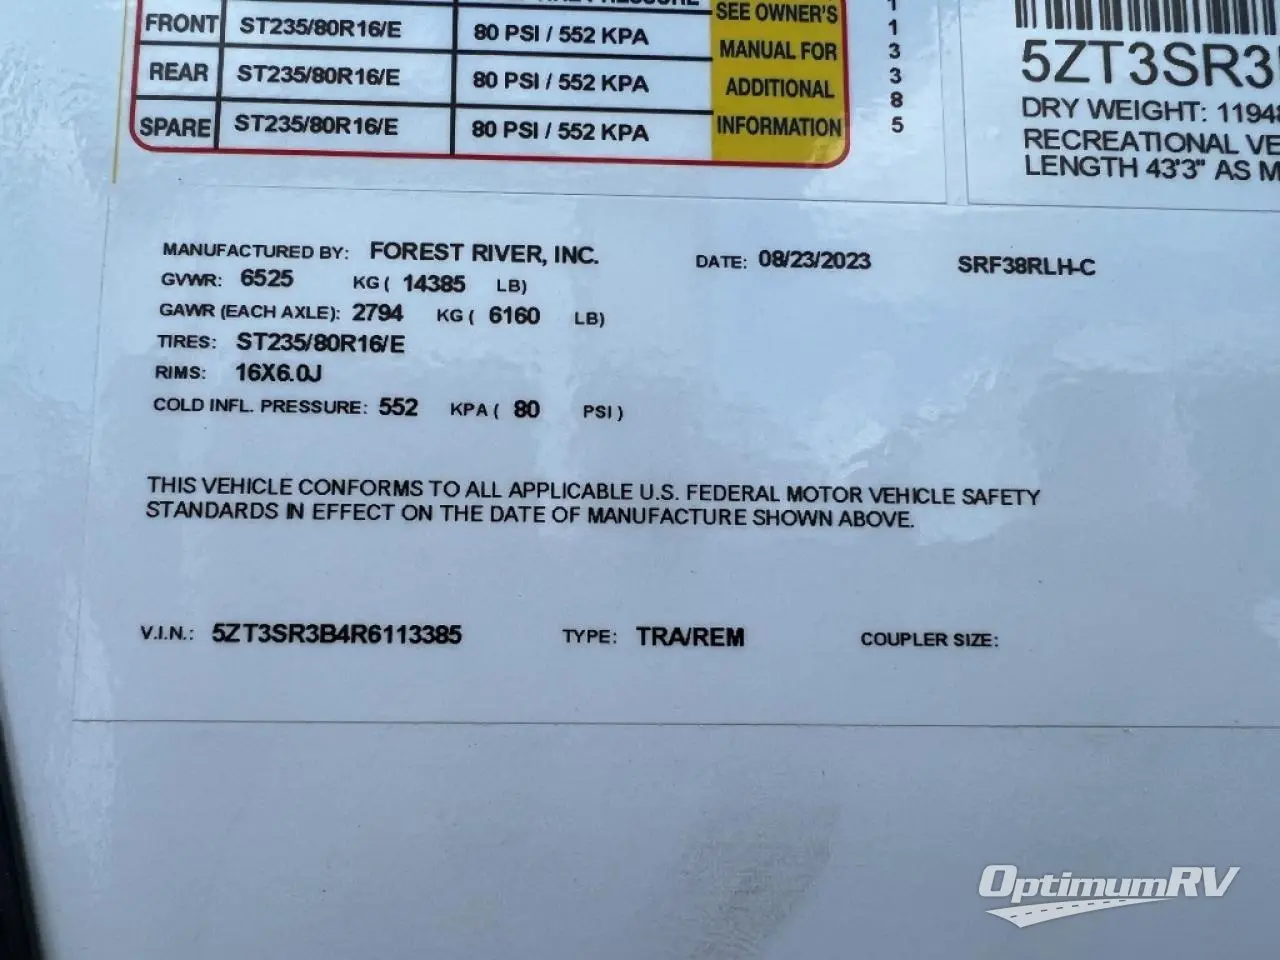 SEE OWNER'S
FRONT ST235/80R16/E 80 PSI / 552 KPA
MANUAL FOR
REAR ST235/80R16/E 80 PSI / 552 KPA
ADDITIONAL
SPARE ST235/80R16/E 80 PSI / 552 KPA
INFORMATION
1
1
3
3
8
5
5ZT3SR3
DRY WEIGHT: 1194
RECREATIONAL VE
LENGTH 43'3" AS M
MANUFACTURED BY: FOREST RIVER, INC. DATE: 08/23/2023 SRF38RLH-C
GVWR: 6525 KG ( 14385 LB)
GAWR (EACH AXLE): 2794 KG ( 6160 LB)
TIRES: ST235/80R16/E
RIMS: 16X6.0J
COLD INFL. PRESSURE: 552 KPA ( 80 PSI )
THIS VEHICLE CONFORMS TO ALL APPLICABLE U.S. FEDERAL MOTOR VEHICLE SAFETY
STANDARDS IN EFFECT ON THE DATE OF MANUFACTURE SHOWN ABOVE.
V.I.N.: 5ZT3SR3B4R6113385 TYPE: TRA/REM COUPLER SIZE:
OptimumRV